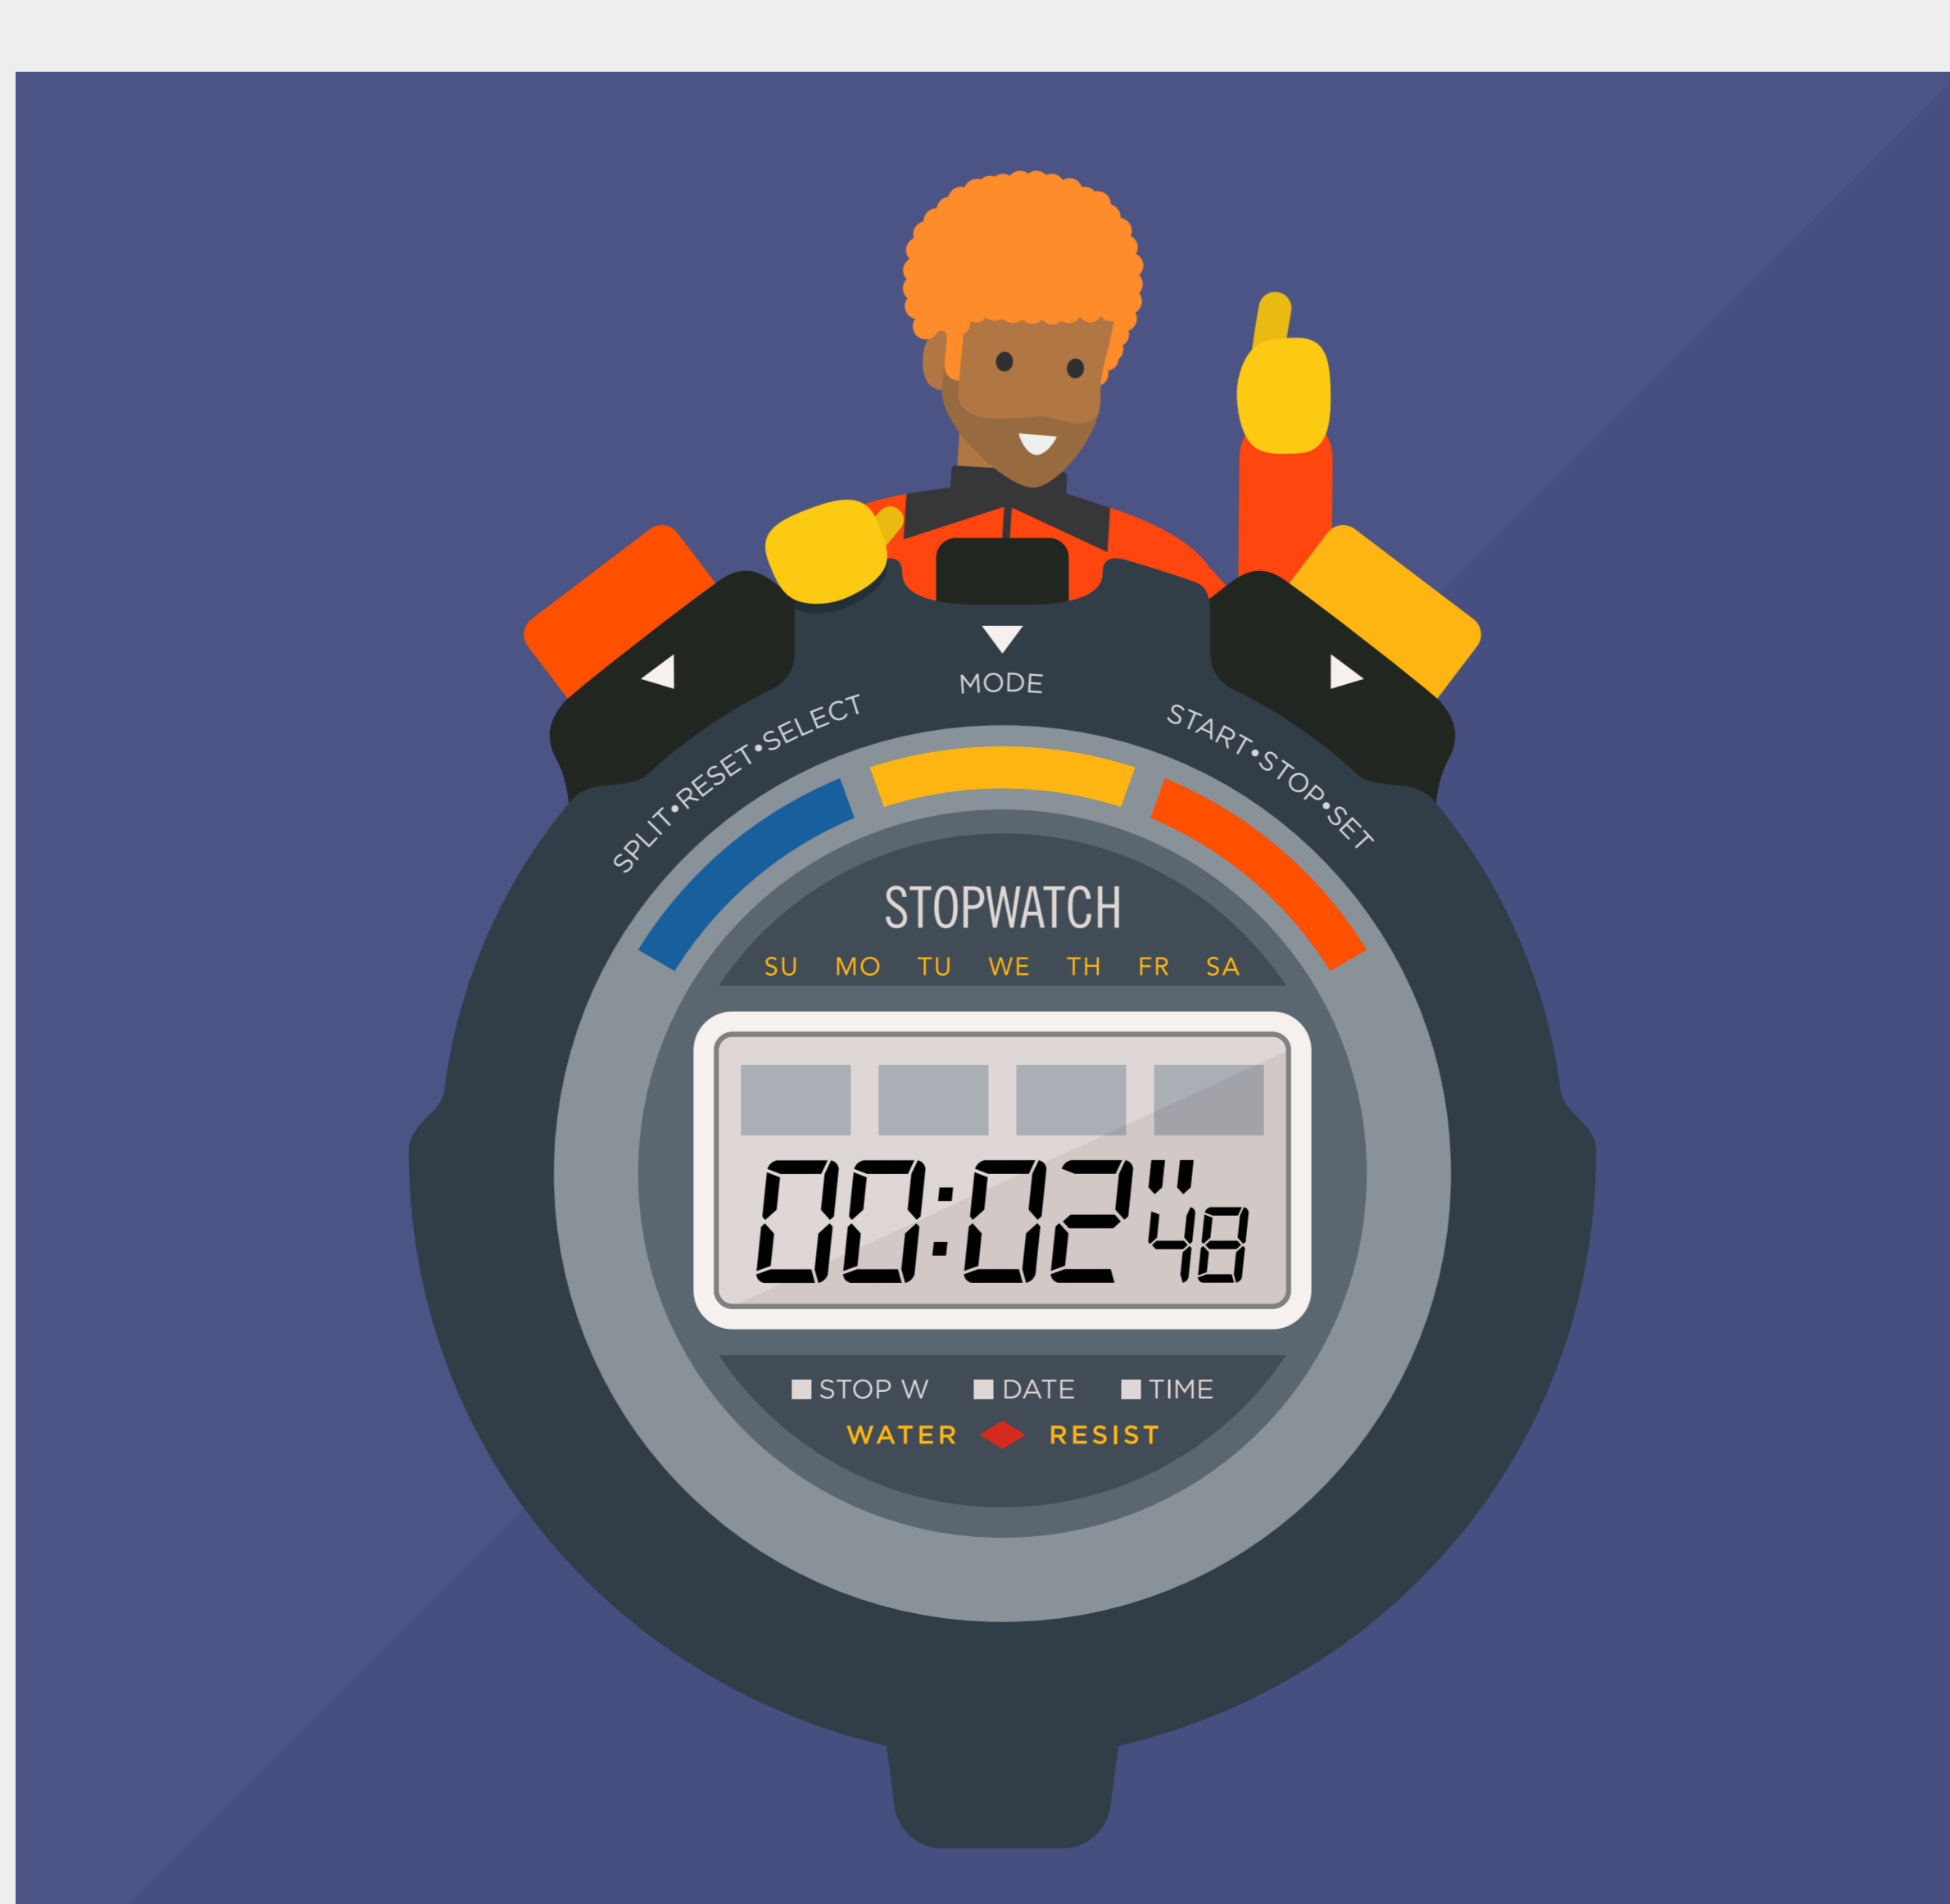 MODE
SPLIT•RESET•SELECT
START•STOP•SET
STOPWATCH
SU MO TU WE TH FR SA
00:02"48
STOP W DATE TIME
WATER RESIST